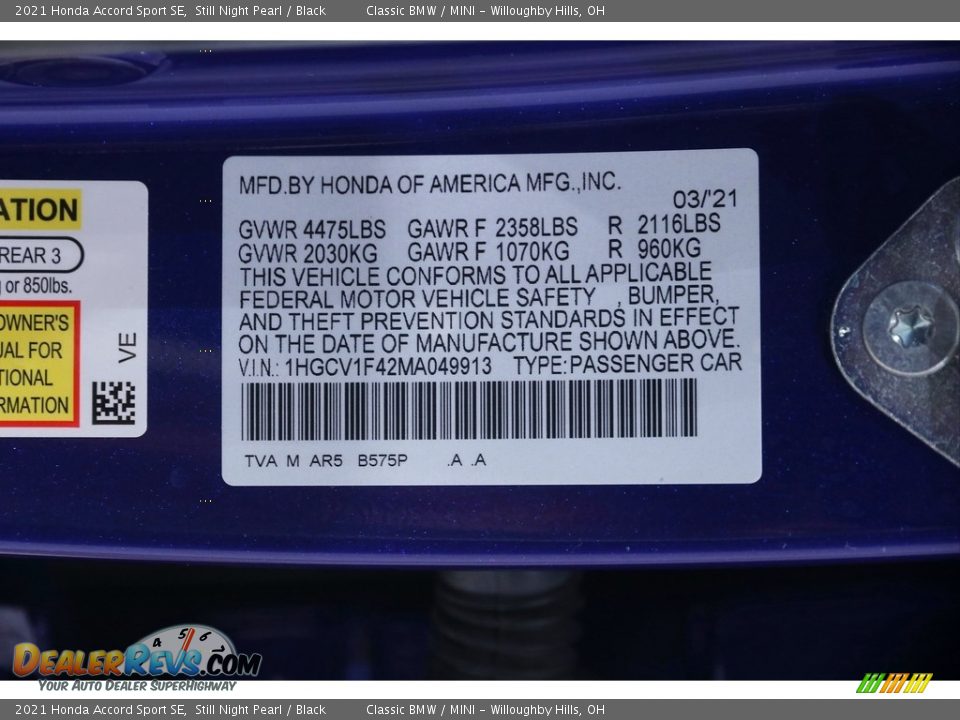 2021 Honda Accord Sport SE, Still Night Pearl / Black Classic BMW / MINI - Willoughby Hills, OH
MFD.BY HONDA OF AMERICA MFG.,INC.
03/'21
GVWR 4475LBS GAWR F 2358LBS R 2116LBS
GVWR 2030KG GAWR F 1070KG R 960KG
THIS VEHICLE CONFORMS TO ALL APPLICABLE
FEDERAL MOTOR VEHICLE SAFETY , BUMPER,
AND THEFT PREVENTION STANDARDS IN EFFECT
ON THE DATE OF MANUFACTURE SHOWN ABOVE.
V.I.N.: 1HGCV1F42MA049913 TYPE:PASSENGER CAR
TVA M AR5 B575P .A .A
ATION
REAR 3
or 850lbs.
OWNER'S
UAL FOR
TIONAL
RMATION
VE
4 5 6
DEALERREVS.COM
YOUR AUTO DEALER SUPERHIGHWAY
2021 Honda Accord Sport SE, Still Night Pearl / Black Classic BMW / MINI - Willoughby Hills, OH